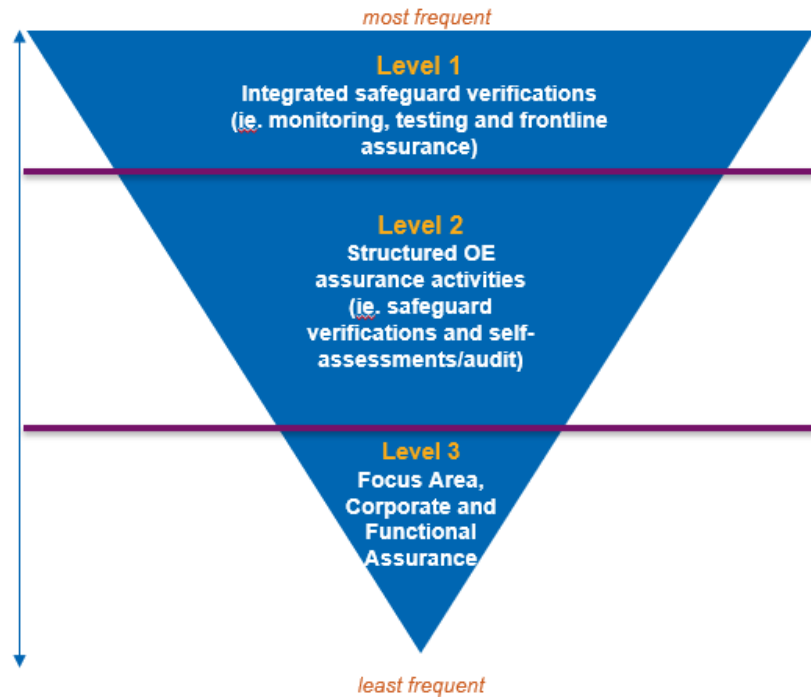 most frequent
Level 1
Integrated safeguard verifications
(ie. monitoring, testing and frontline
assurance)
Level 2
Structured OE
assurance activities
(ie. safeguard
verifications and self-
assessments/audit)
Level 3
Focus Area,
Corporate and
Functional
Assurance
least frequent